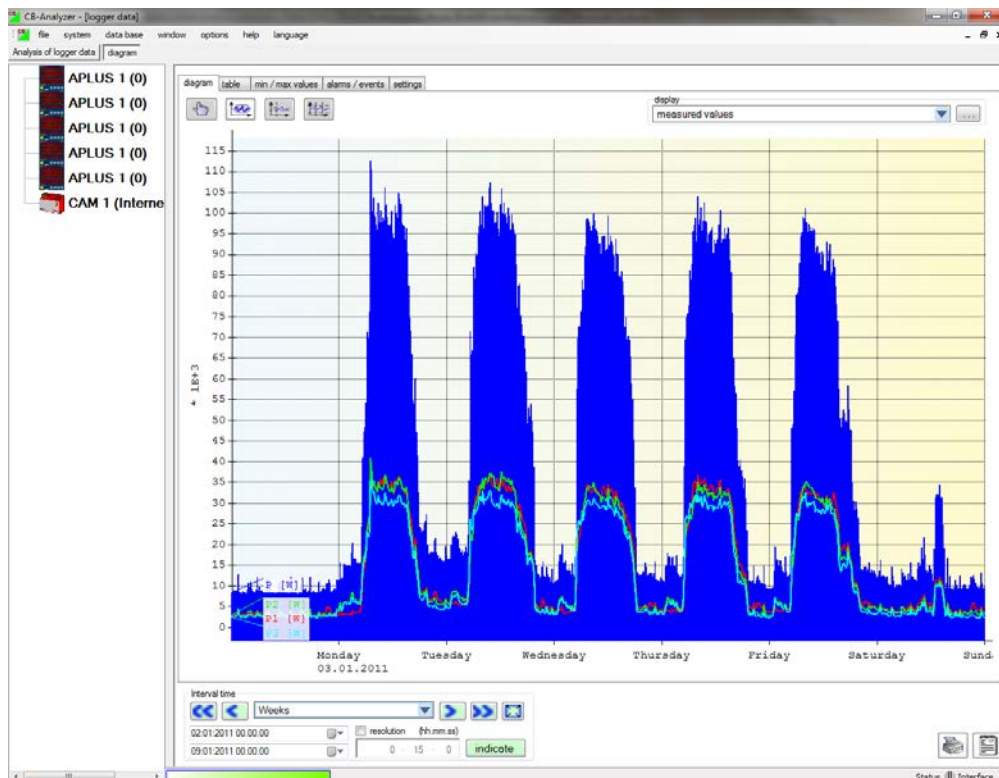 CB-Analyzer - [logger data]
file system data base window options help language
Analysis of logger data diagram
APLUS 1 (0)
APLUS 1 (0)
APLUS 1 (0)
APLUS 1 (0)
APLUS 1 (0)
CAM 1 (Interne
diagram table min / max values alarms / events settings
display
measured values
...
115
110
105
100
95
90
85
80
75
70
65
60
55
50
45
40
35
30
25
20
15
10
5
0
* 1E+3
P [W]
P2 [W]
P1 [W]
P3 [W]
Monday Tuesday Wednesday Thursday Friday Saturday Sund
03.01.2011
Interval time
Weeks
02:01:2011 00.00.00
resolution (hh.mm.ss)
09:01:2011 00.00.00
0 - 15 - 0
indicate
Status Interface